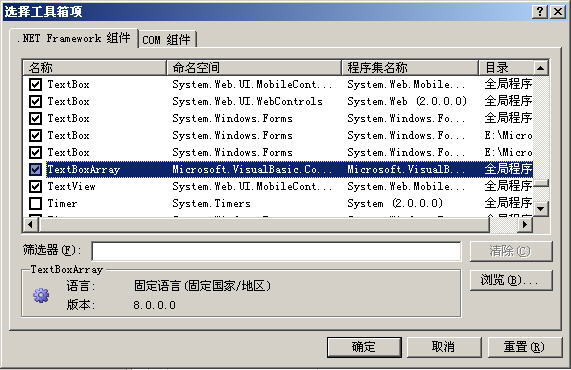 选择工具箱项
.NET Framework 组件 COM 组件
名称 命名空间 程序集名称 目录
TextBox System.Web.UI.MobileCont... System.Web.Mobile... 全局程序
TextBox System.Web.UI.WebControls System.Web (2.0.0.0) 全局程序
TextBox System.Windows.Forms System.Windows.Fo... 全局程序
TextBox System.Windows.Forms System.Windows.Fo... E:\Micro
TextBox System.Windows.Forms System.Windows.Fo... E:\Micro
TextBoxArray Microsoft.VisualBasic.Co... Microsoft.VisualB... 全局程序
TextView System.Web.UI.MobileCont... System.Web.Mobile... 全局程序
Timer System.Timers System (2.0.0.0) 全局程序
筛选器(F): 清除(C)
TextBoxArray
语言: 固定语言(固定国家/地区)
浏览(B)...
版本: 8.0.0.0
确定 取消 重置(R)